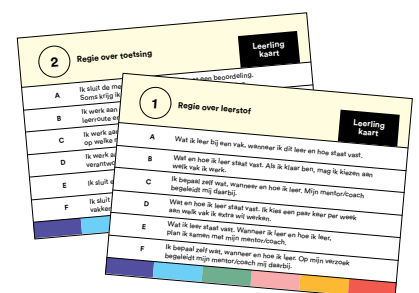 2
Regie over toetsing
Leerling
kaart
A
Ik sluit de me
een beoordeling.
Soms krijg ik
B
Ik werk aan
leerroute e
C
Ik werk aa
op welke
D
Ik werk a
verantwo
E
Ik sluit
F
Ik sluit
vakken
1
Regie over leerstof
Leerling
kaart
A
Wat ik leer bij een vak, wanneer ik dit leer en hoe staat vast.
B
Wat en hoe ik leer staat vast. Als ik klaar ben, mag ik kiezen aan
welk vak ik werk.
C
Ik bepaal zelf wat, wanneer en hoe ik leer. Mijn mentor/coach
begeleidt mij daarbij.
D
Wat en hoe ik leer staat vast. Ik kies een paar keer per week
aan welk vak ik extra wil werken.
E
Wat ik leer staat vast. Wanneer ik leer en hoe ik leer,
plan ik samen met mijn mentor/coach.
F
Ik bepaal zelf wat, wanneer en hoe ik leer. Op mijn verzoek
begeleidt mijn mentor/coach mij daarbij.